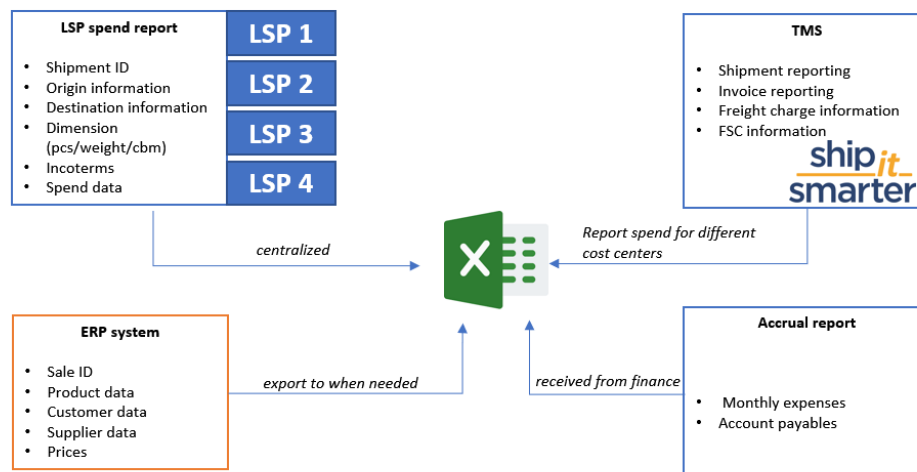 LSP spend report
• Shipment ID
• Origin information
• Destination information
• Dimension
(pcs/weight/cbm)
• Incoterms
• Spend data
LSP 1
LSP 2
LSP 3
LSP 4
TMS
• Shipment reporting
• Invoice reporting
• Freight charge information
• FSC information
ship it
smarter
centralized
X
Report spend for different
cost centers
ERP system
• Sale ID
• Product data
• Customer data
• Supplier data
• Prices
export to when needed
received from finance
Accrual report
• Monthly expenses
• Account payables